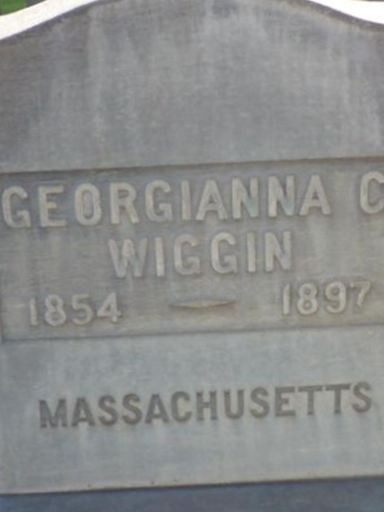 GEORGIANNA C
WIGGIN
1854 — 1897
MASSACHUSETTS